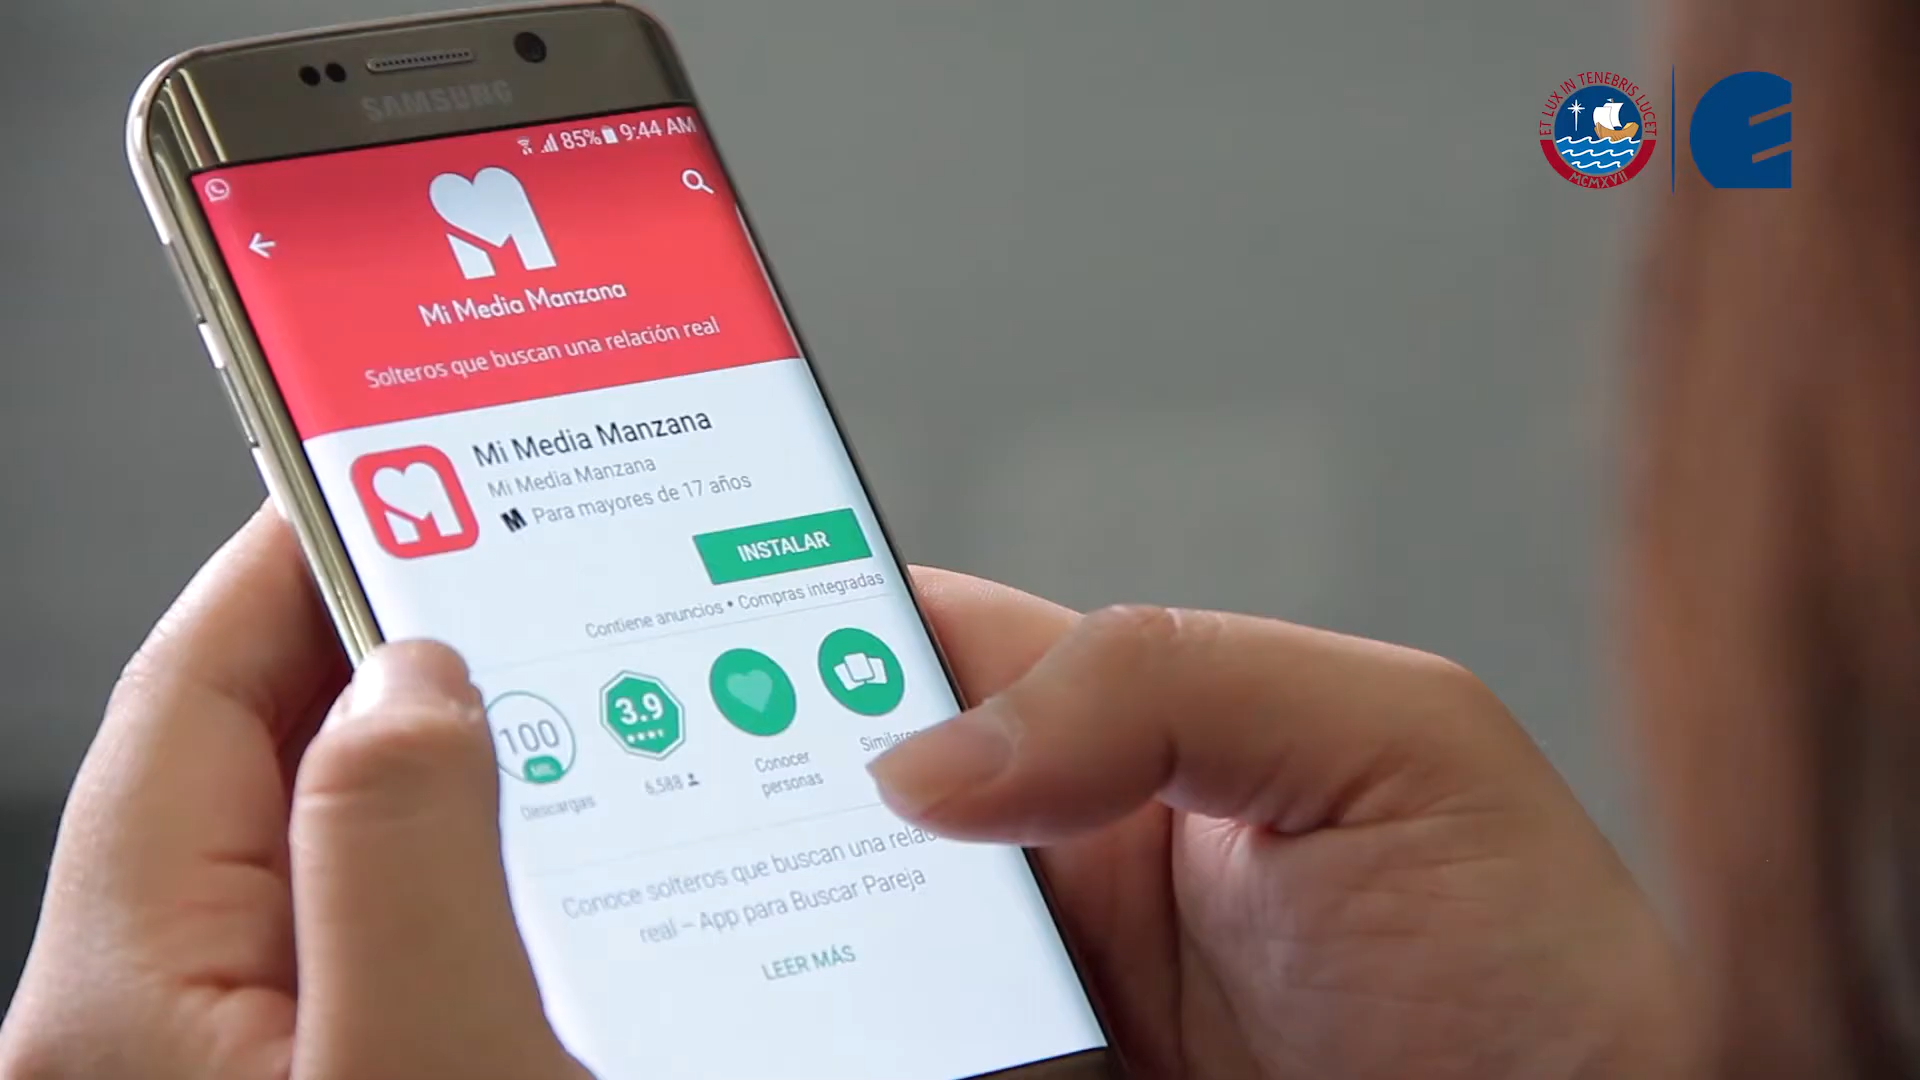 SAMSUNG
85% 9:44 AM
Mi Media Manzana
Solteros que buscan una relación real
Mi Media Manzana
Mi Media Manzana
M Para mayores de 17 años
INSTALAR
Contiene anuncios • Compras integradas
100
MIL
3.9
Descargas
6,588
Conocer
personas
Similares
Conoce solteros que buscan una relac
real – App para Buscar Pareja
LEER MÁS
ET LUX IN TENEBRIS LUCET
MCMXVII